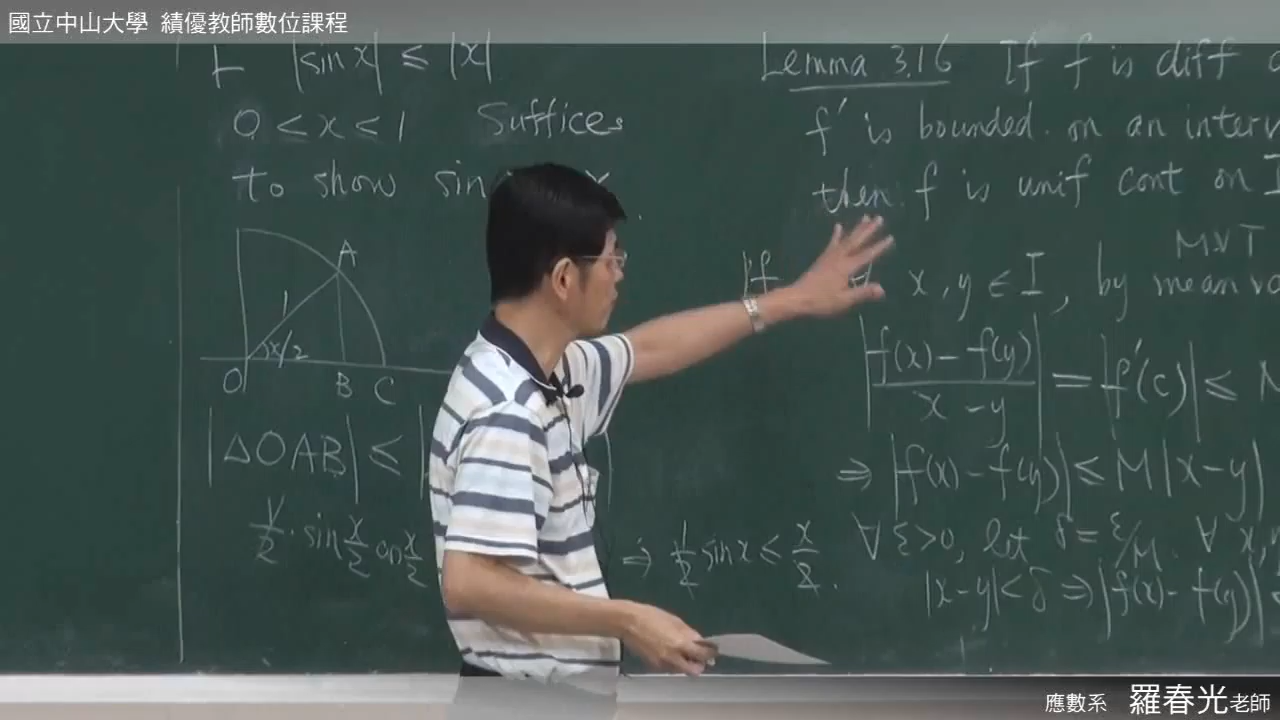 國立中山大學 績優教師數位課程
|sin x| ≤ |x|
0 < x < 1 Suffices
to show sin x
A
1
x/2
O B C
|△OAB| ≤ |
1/2 · sin x/2 cos x/2
⇒ 1/2 sin x ≤ x/2.
Lemma 3.16 If f is diff
f' is bounded on an interv
then f is unif cont on I
MVT
|f
∀ x, y ∈ I, by mean va
|f(x) - f(y) / x - y| = |f'(c)| ≤ M
⇒ |f(x) - f(y)| ≤ M|x - y|
∀ ε>0, let δ = ε/M. ∀ x,
|x-y| < δ ⇒ |f(x) - f(y)|
應數系 羅春光老師